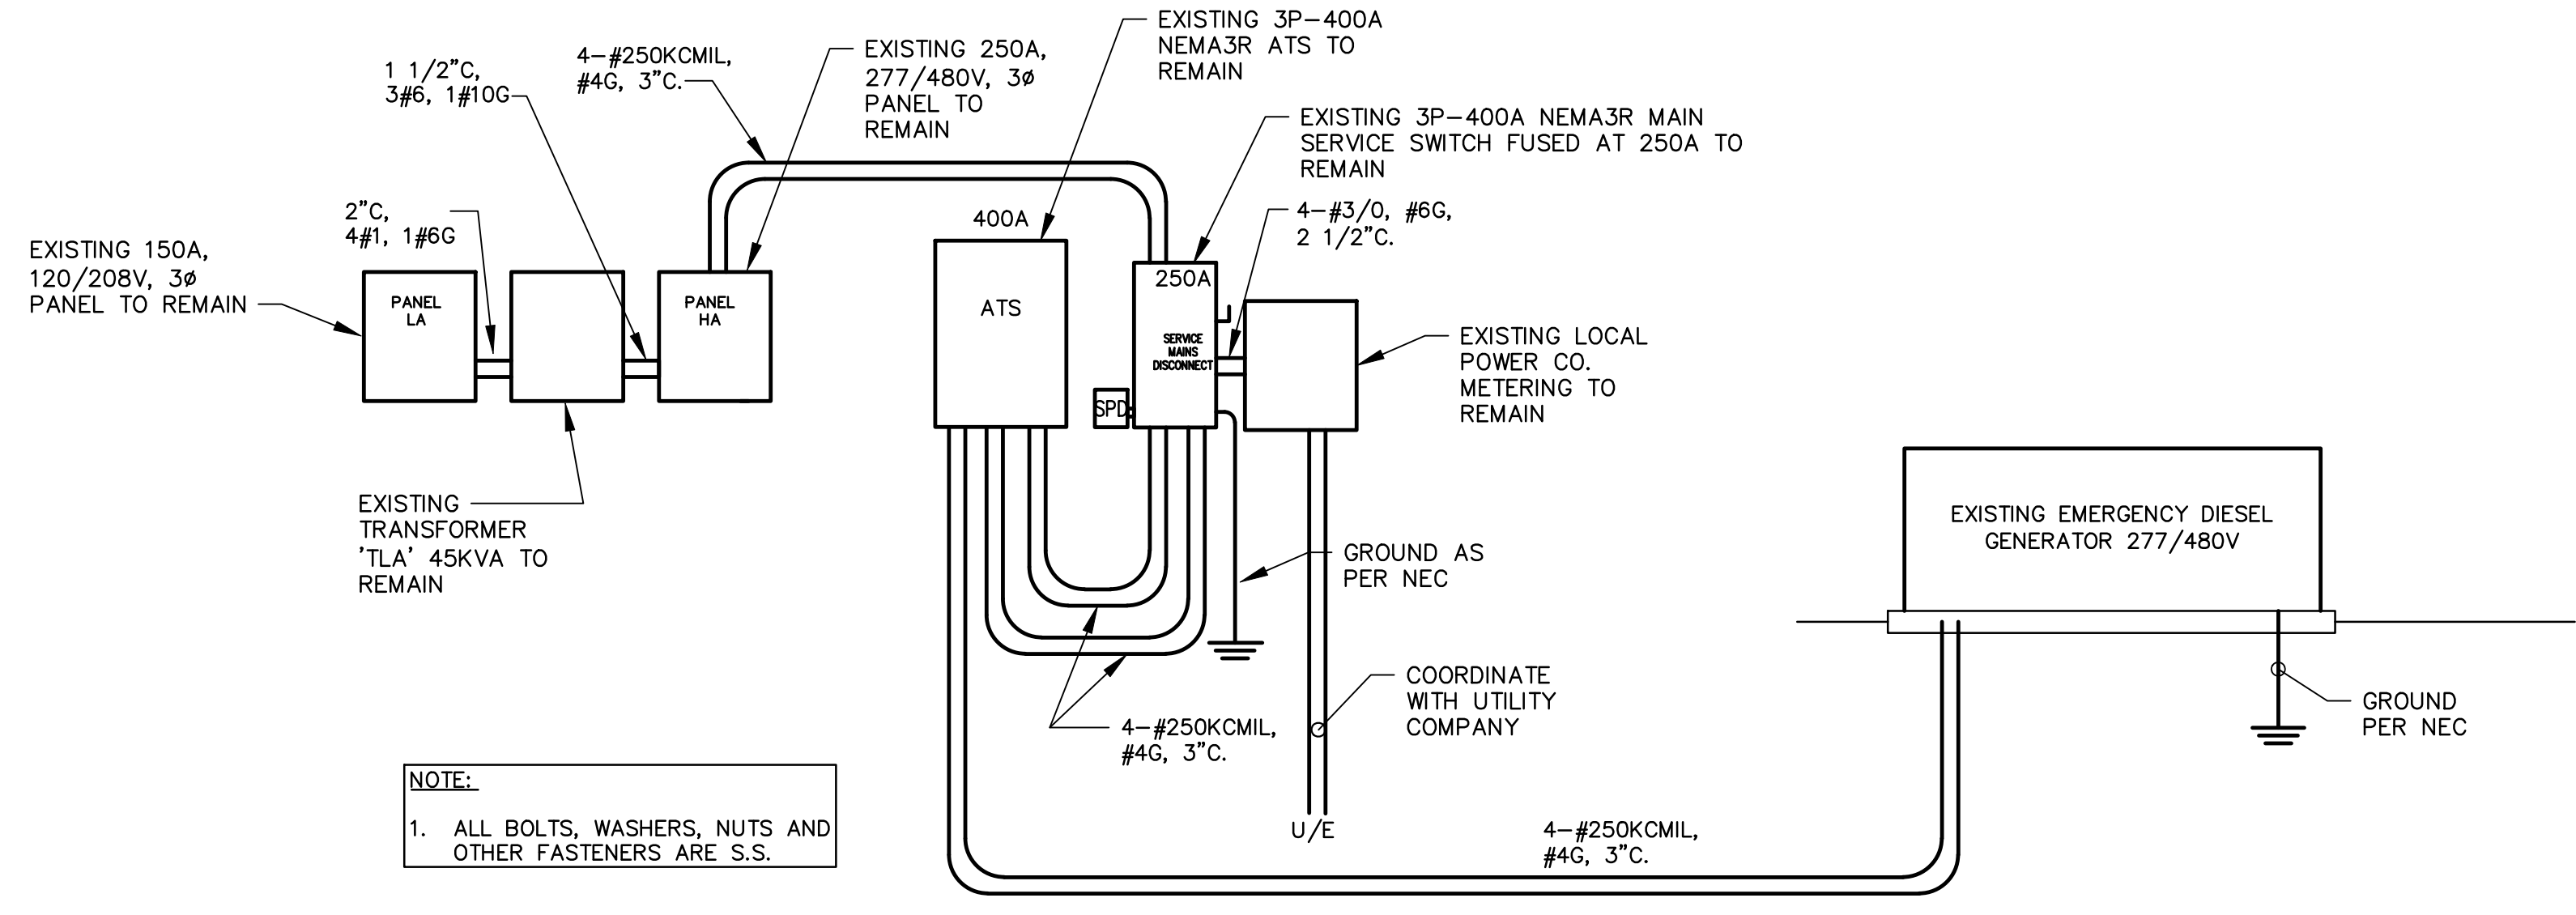 EXISTING 3P-400A
NEMA3R ATS TO
REMAIN
EXISTING 250A,
277/480V, 3ø
PANEL TO
REMAIN
4-#250KCMIL,
#4G, 3"C.
1 1/2"C,
3#6, 1#10G
EXISTING 3P-400A NEMA3R MAIN
SERVICE SWITCH FUSED AT 250A TO
REMAIN
2"C,
4#1, 1#6G
400A
4-#3/0, #6G,
2 1/2"C.
EXISTING 150A,
120/208V, 3ø
PANEL TO REMAIN
PANEL
LA
PANEL
HA
ATS
250A
SERVICE
MAINS
DISCONNECT
SPD
EXISTING LOCAL
POWER CO.
METERING TO
REMAIN
EXISTING
TRANSFORMER
'TLA' 45KVA TO
REMAIN
EXISTING EMERGENCY DIESEL
GENERATOR 277/480V
GROUND AS
PER NEC
COORDINATE
WITH UTILITY
COMPANY
GROUND
PER NEC
4-#250KCMIL,
#4G, 3"C.
NOTE:
1. ALL BOLTS, WASHERS, NUTS AND
OTHER FASTENERS ARE S.S.
U/E
4-#250KCMIL,
#4G, 3"C.